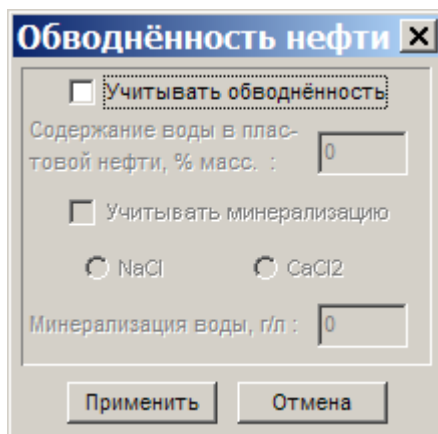 Обводнённость нефти
Учитывать обводнённость
Содержание воды в плас-
товой нефти, % масс. : 0
Учитывать минерализацию
NaCl CaCl2
Минерализация воды, г/л : 0
Применить Отмена